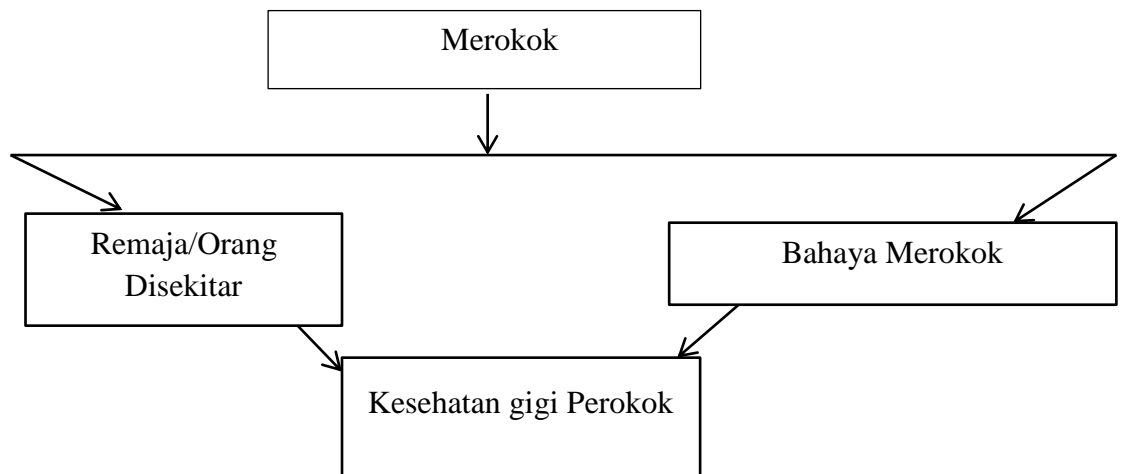 Merokok
Remaja/Orang
Disekitar
Bahaya Merokok
Kesehatan gigi Perokok